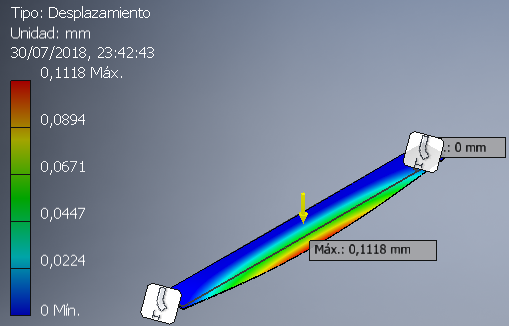 Tipo: Desplazamiento
Unidad: mm
30/07/2018, 23:42:43
0,1118 Máx.
0,0894
0,0671
0,0447
0,0224
0 Mín.
.: 0 mm
Máx.: 0,1118 mm